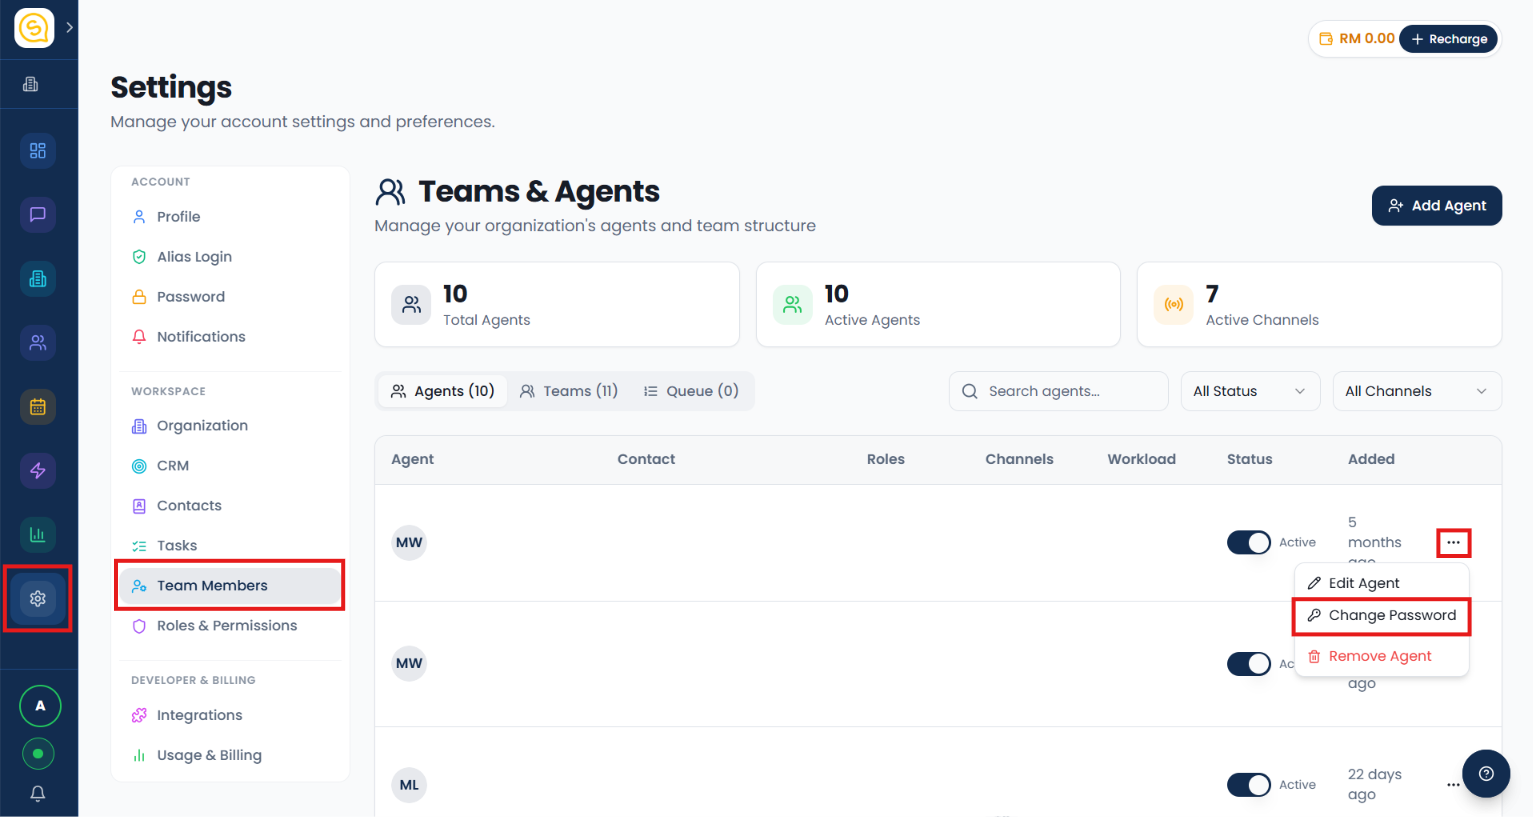 RM 0.00
Recharge
Settings
Manage your account settings and preferences.
ACCOUNT
Profile
Alias Login
Password
Notifications
WORKSPACE
Organization
CRM
Contacts
Tasks
Team Members
Roles & Permissions
DEVELOPER & BILLING
Integrations
Usage & Billing
A
Teams & Agents
Manage your organization's agents and team structure
Add Agent
10
Total Agents
10
Active Agents
7
Active Channels
Agents (10)
Teams (11)
Queue (0)
Search agents...
All Status
All Channels
Agent Contact Roles Channels Workload Status Added
MW
Active
5
months
ago
Edit Agent
Change Password
Remove Agent
MW
ago
ML
Active
22 days
ago